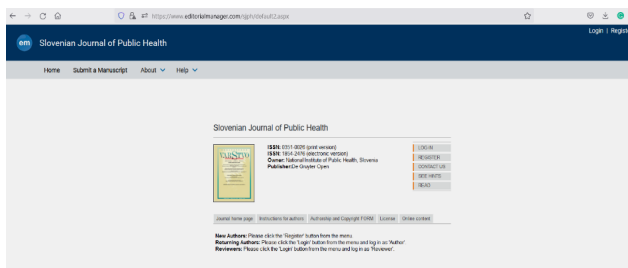 https://www.editorialmanager.com/sjph/default2.aspx
Login | Register
em Slovenian Journal of Public Health
Home Submit a Manuscript About Help
Slovenian Journal of Public Health
VARSTVO
ISSN: 0351-0026 (print version)
ISSN: 1854-2476 (electronic version)
Owner: National Institute of Public Health, Slovenia
Publisher:De Gruyter Open
LOG-IN
REGISTER
CONTACT US
SEE HINTS
READ
Journal home page Instructions for authors Authorship and Copyright FORM License Online content
New Authors: Please click the 'Register' button from the menu.
Returning Authors: Please click the 'Login' button from the menu and log in as 'Author'.
Reviewers: Please click the 'Login' button from the menu and log in as 'Reviewer'.